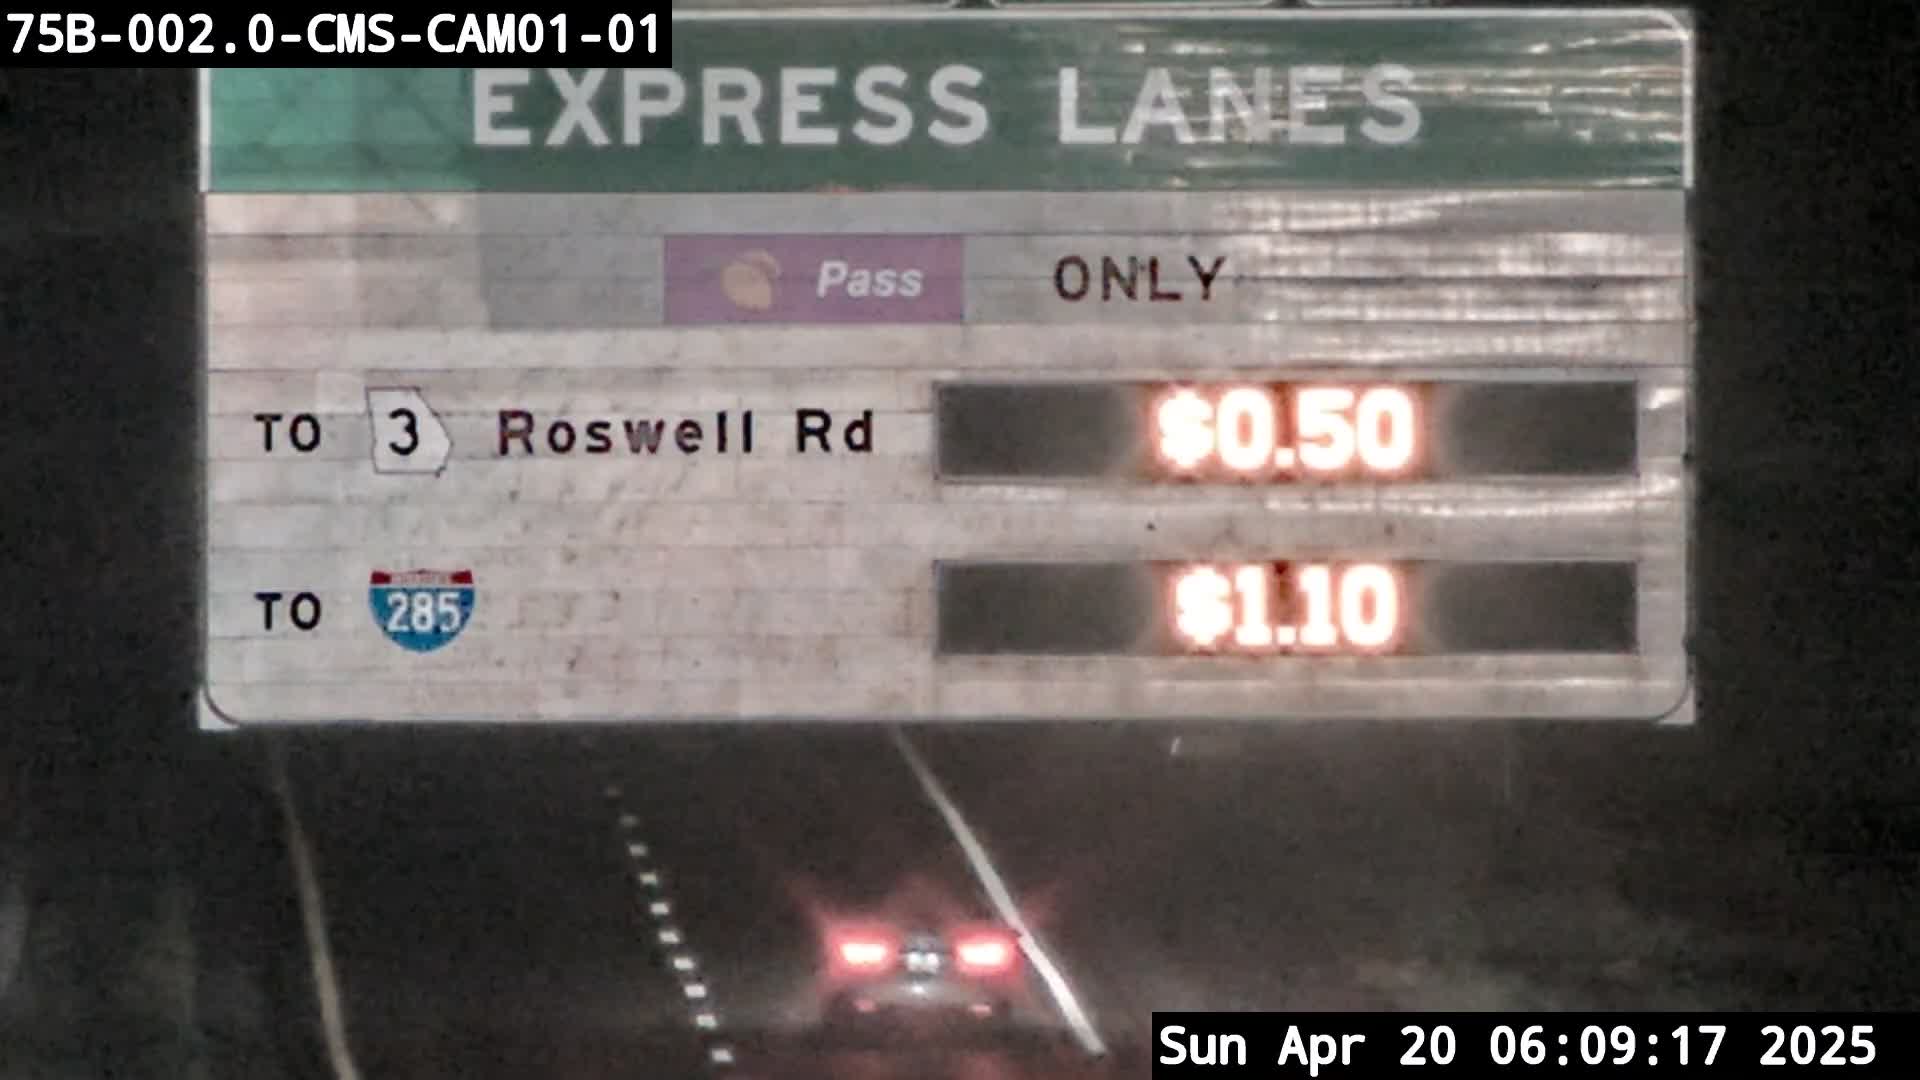 75B-002.0-CMS-CAM01-01
EXPRESS LANES
Pass ONLY
TO 3 Roswell Rd $0.50
TO 285 $1.10
Sun Apr 20 06:09:17 2025